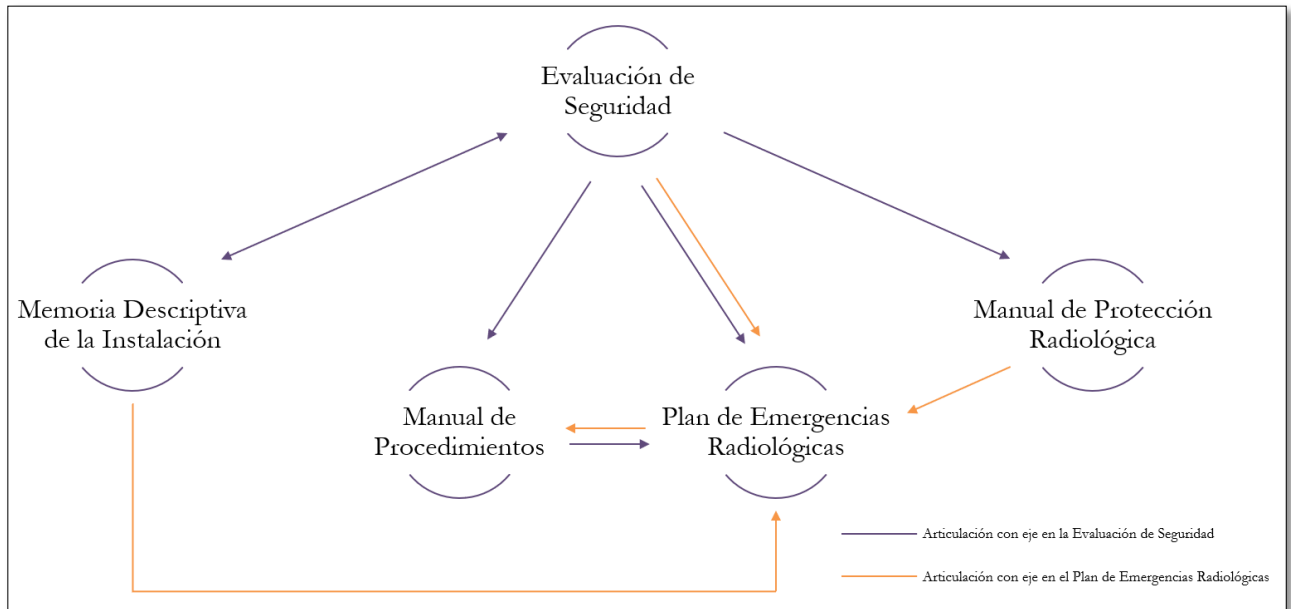 Evaluación de
Seguridad
Memoria Descriptiva
de la Instalación
Manual de Protección
Radiológica
Manual de
Procedimientos
Plan de Emergencias
Radiológicas
Articulación con eje en la Evaluación de Seguridad
Articulación con eje en el Plan de Emergencias Radiológicas